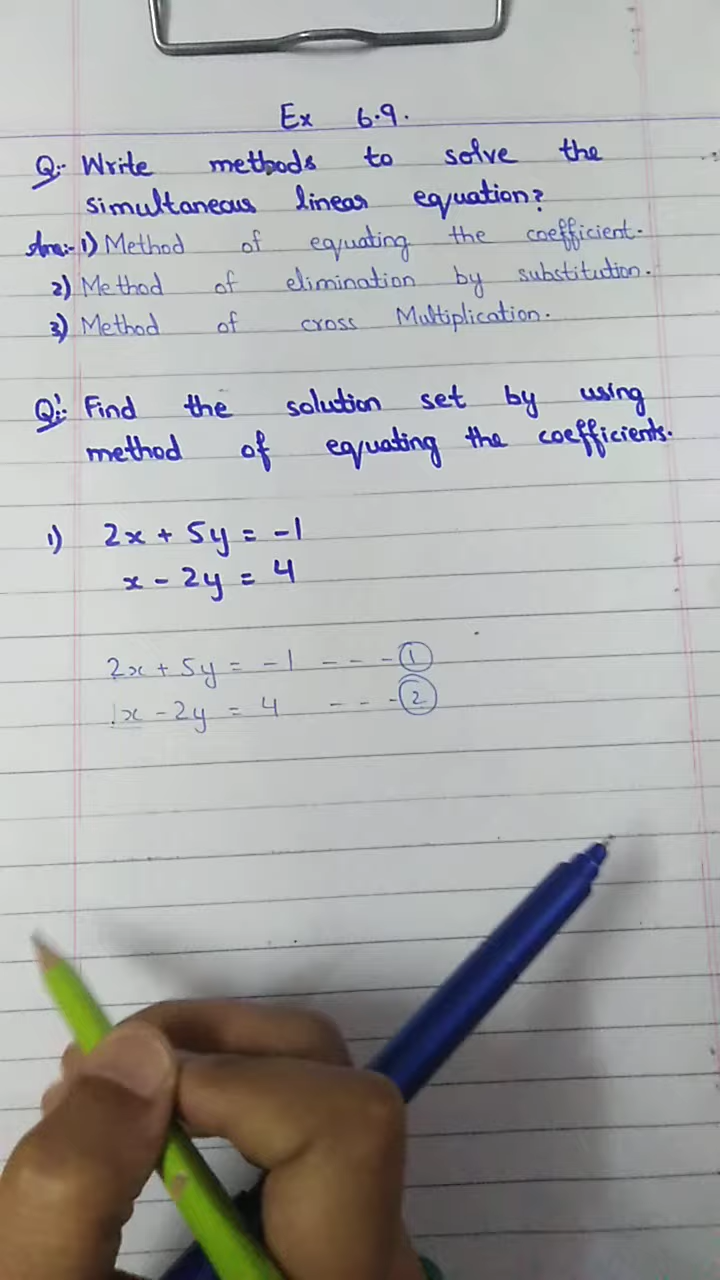 Ex 6.9.
Q:- Write methods to solve the
simultaneous linear equation?
Ans:- 1) Method of equating the coefficient.
2) Method of elimination by substitution.
3) Method of cross Multiplication.
Q1:- Find the solution set by using
method of equating the coefficients.
1) 2x + 5y = -1
x - 2y = 4
2x + 5y = -1 - - - ①
1x - 2y = 4 - - - ②